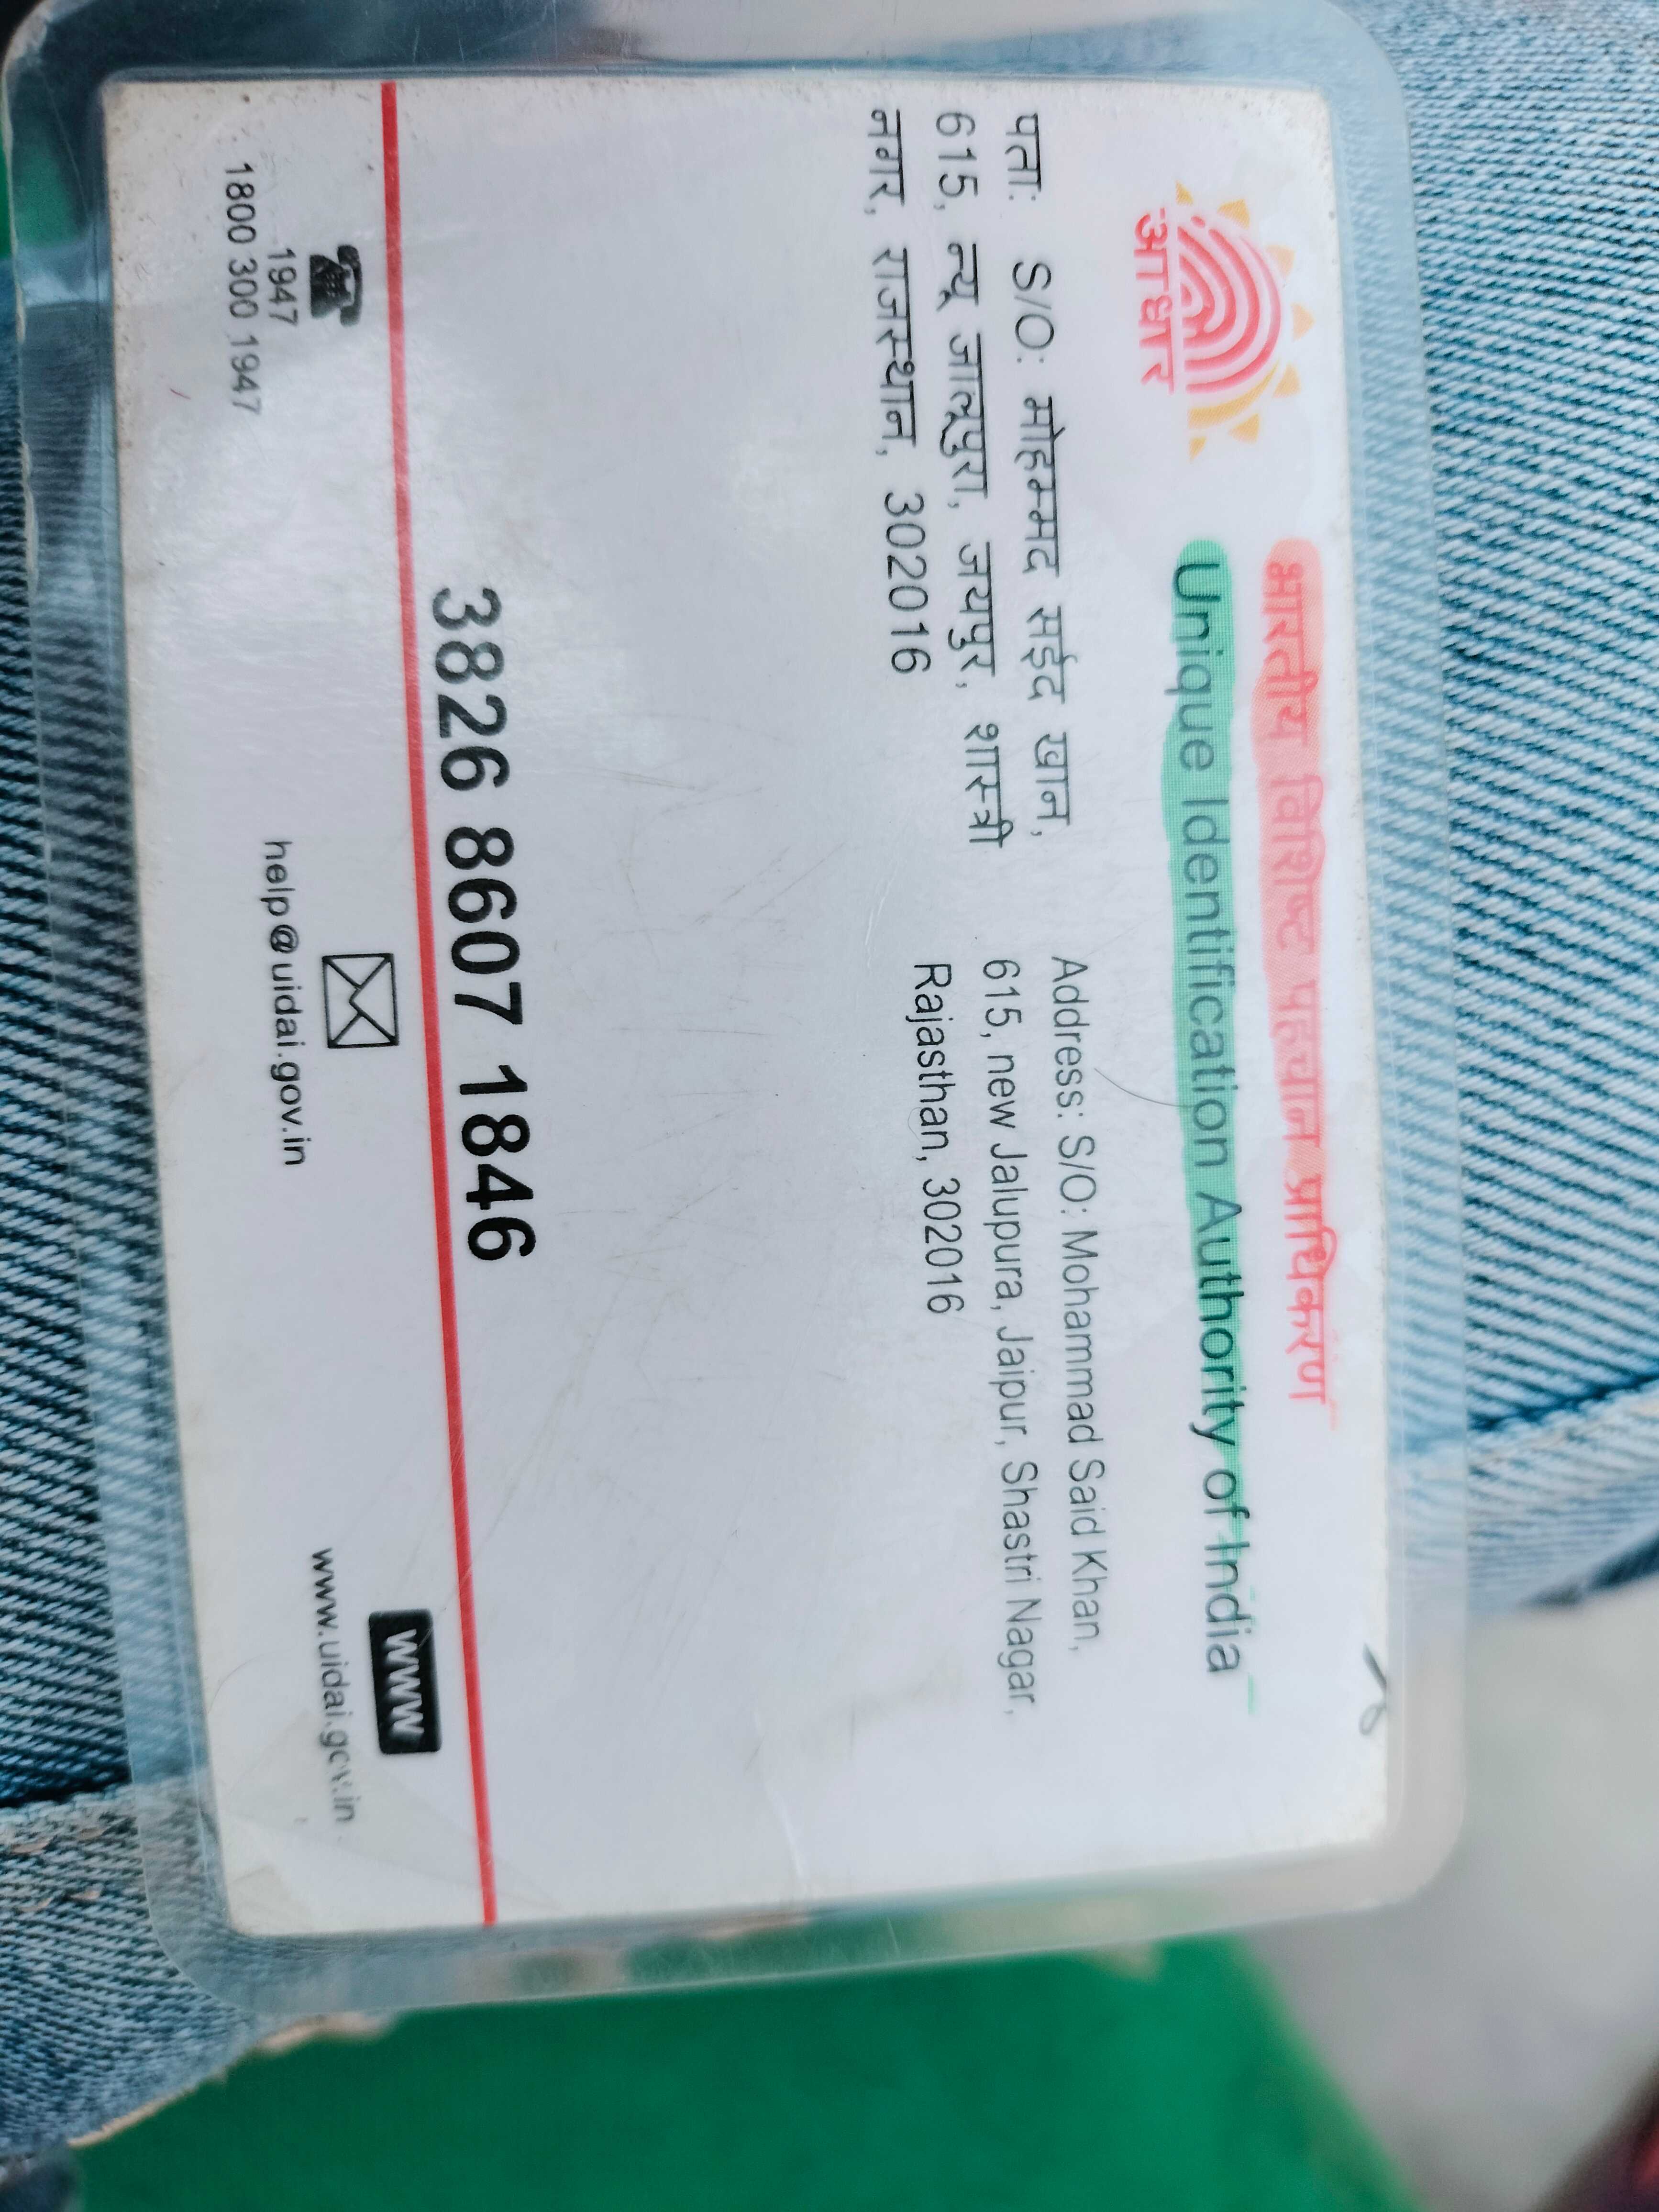 भारतीय विशिष्ट पहचान प्राधिकरण
Unique Identification Authority of India
आधार
पता: S/O: मोहम्मद सईद खान,
615, न्यू जालूपुरा, जयपुर, शास्त्री
नगर, राजस्थान, 302016
Address: S/O: Mohammad Said Khan,
615, new Jalupura, Jaipur, Shastri Nagar,
Rajasthan, 302016
3826 8607 1846
1947
1800 300 1947
help@uidai.gov.in
www
www.uidai.gov.in